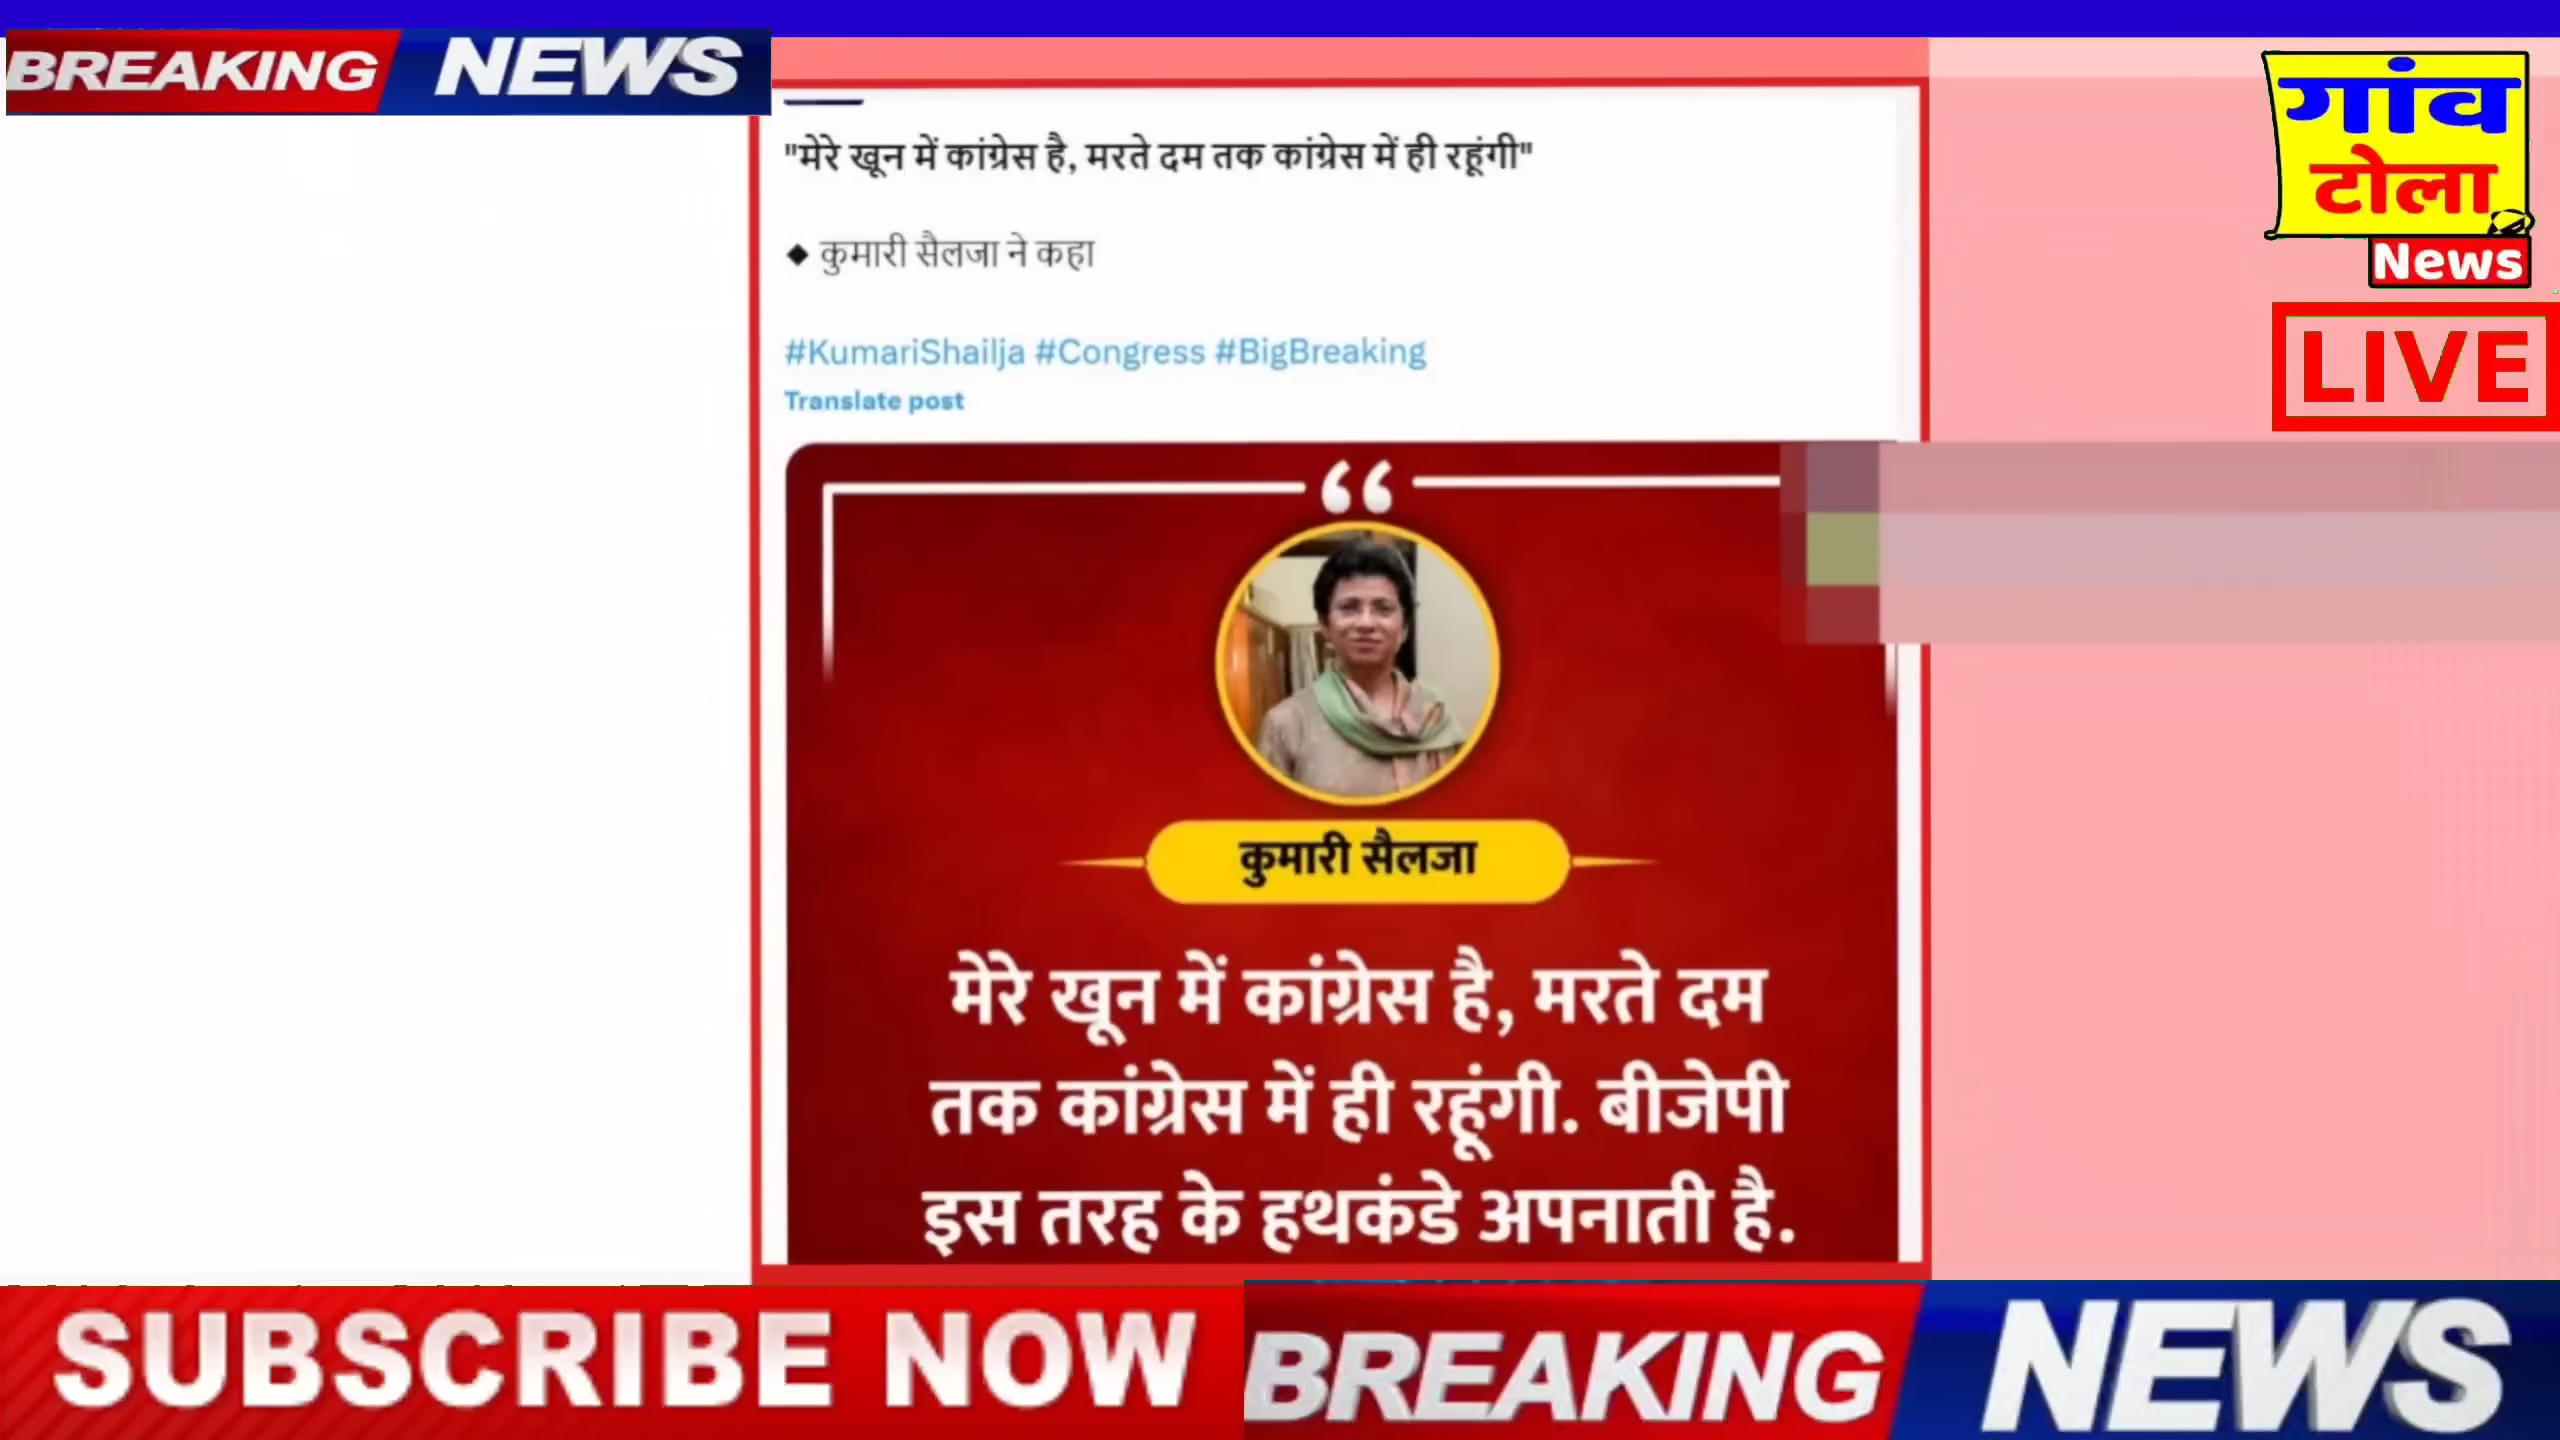 BREAKING NEWS
गांव
टोला
News
LIVE
"मेरे खून में कांग्रेस है, मरते दम तक कांग्रेस में ही रहूंगी"
◆ कुमारी सैलजा ने कहा
#KumariShailja #Congress #BigBreaking
Translate post
“
कुमारी सैलजा
मेरे खून में कांग्रेस है, मरते दम
तक कांग्रेस में ही रहूंगी. बीजेपी
इस तरह के हथकंडे अपनाती है.
SUBSCRIBE NOW
BREAKING NEWS